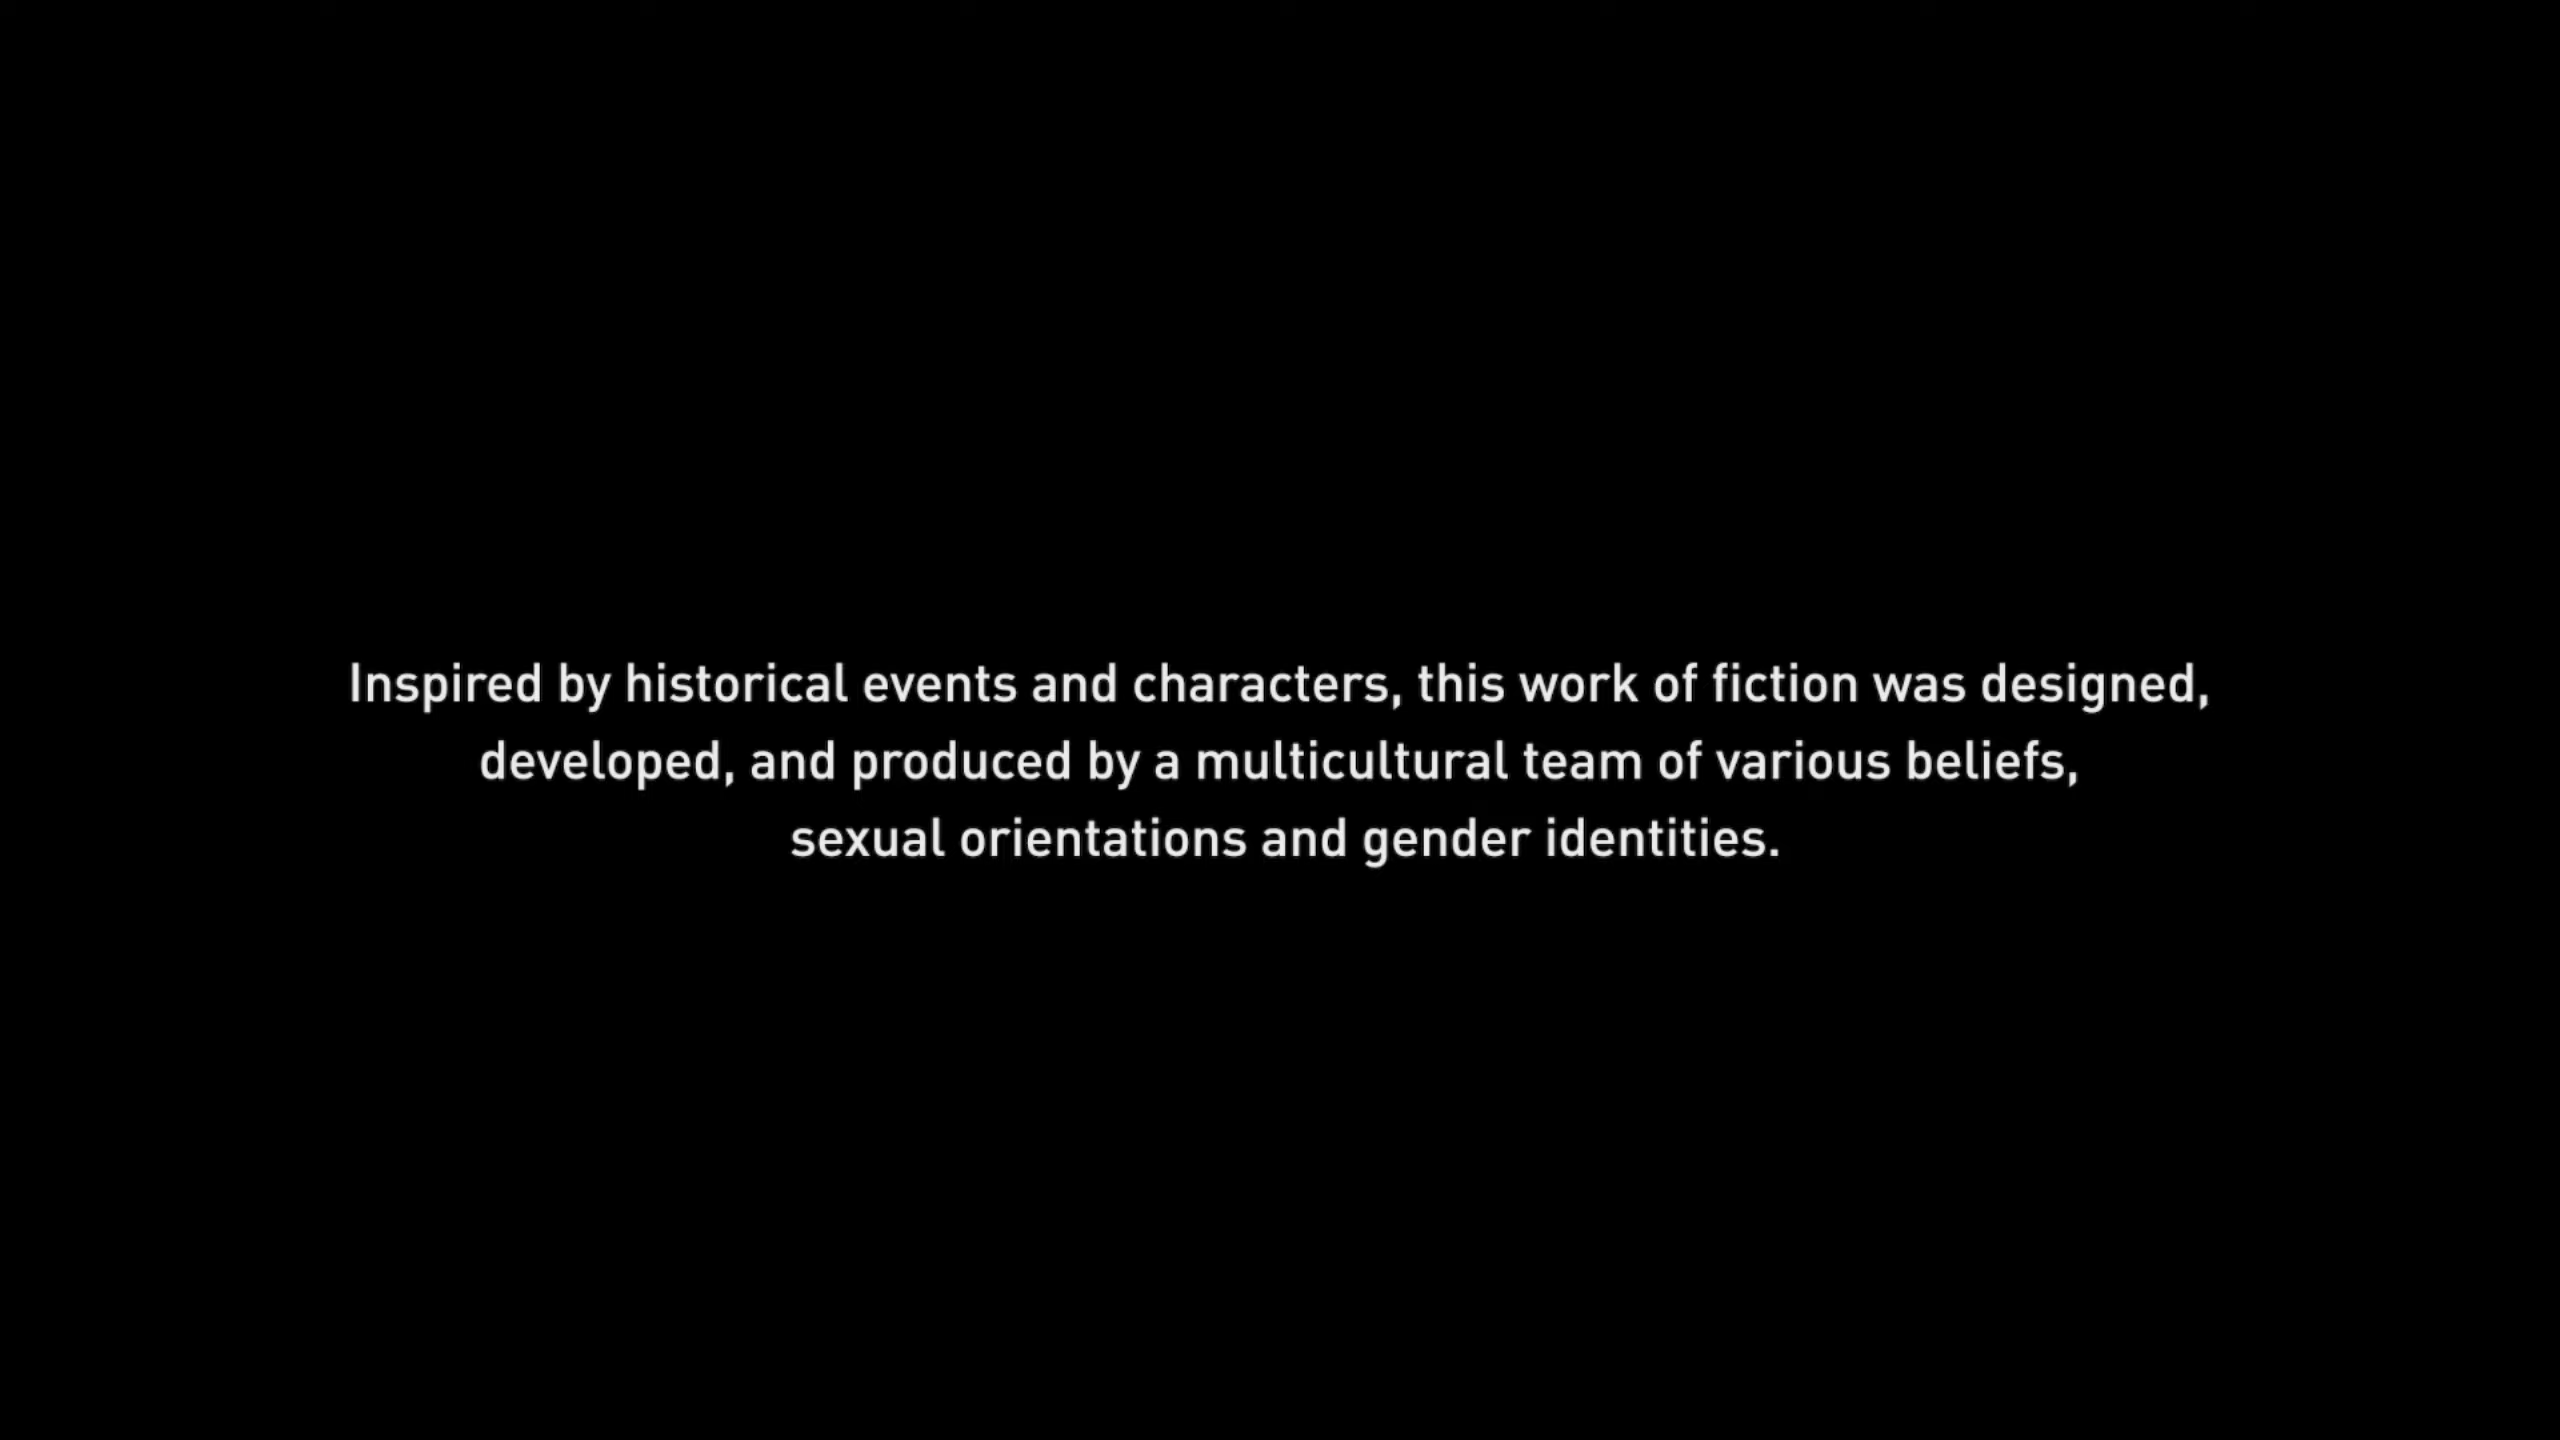 Inspired by historical events and characters, this work of fiction was designed,
developed, and produced by a multicultural team of various beliefs,
sexual orientations and gender identities.